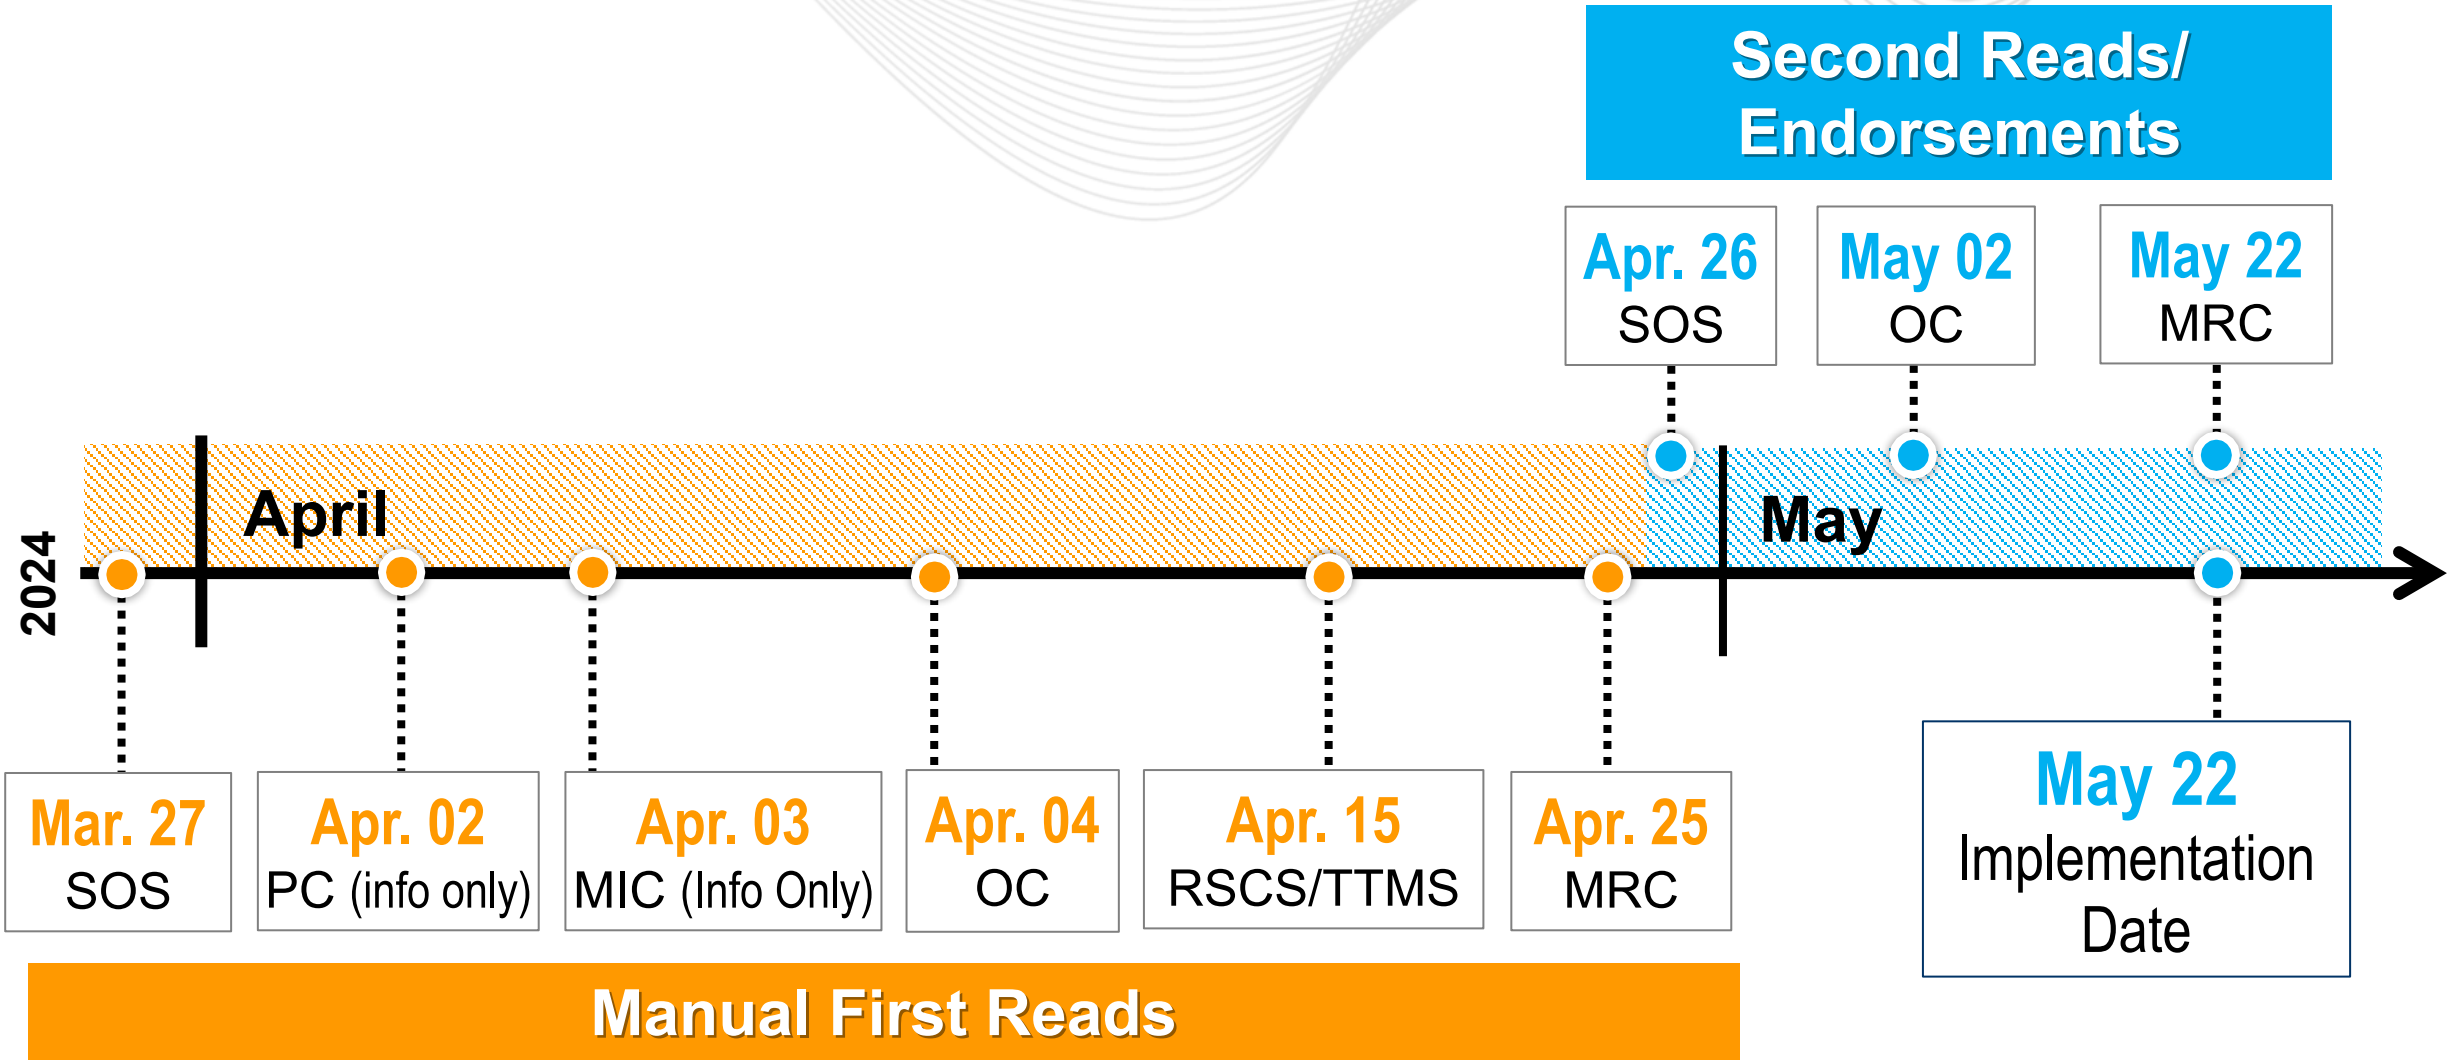 Second Reads/
Endorsements
Apr. 26
SOS
May 02
OC
May 22
MRC
2024
April
May
Mar. 27
SOS
Apr. 02
PC (info only)
Apr. 03
MIC (Info Only)
Apr. 04
OC
Apr. 15
RSCS/TTMS
Apr. 25
MRC
May 22
Implementation
Date
Manual First Reads